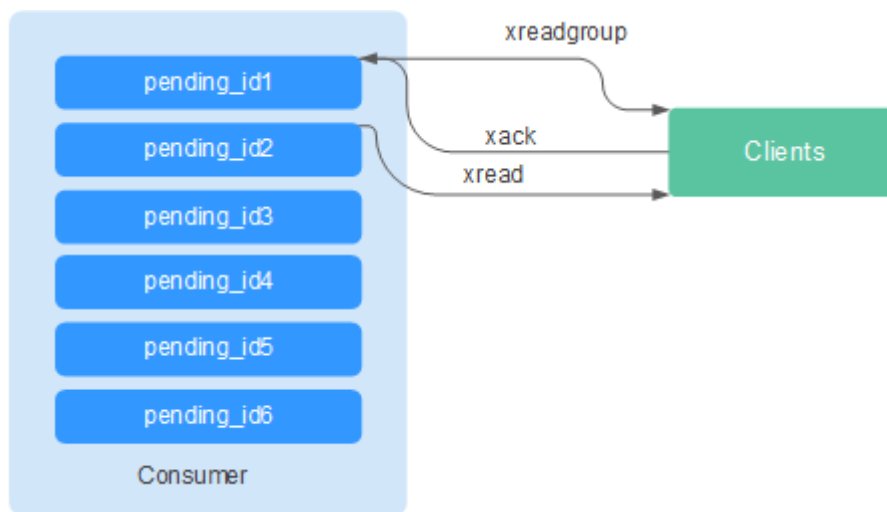 xreadgroup
pending_id1
pending_id2
xack
Clients
xread
pending_id3
pending_id4
pending_id5
pending_id6
Consumer